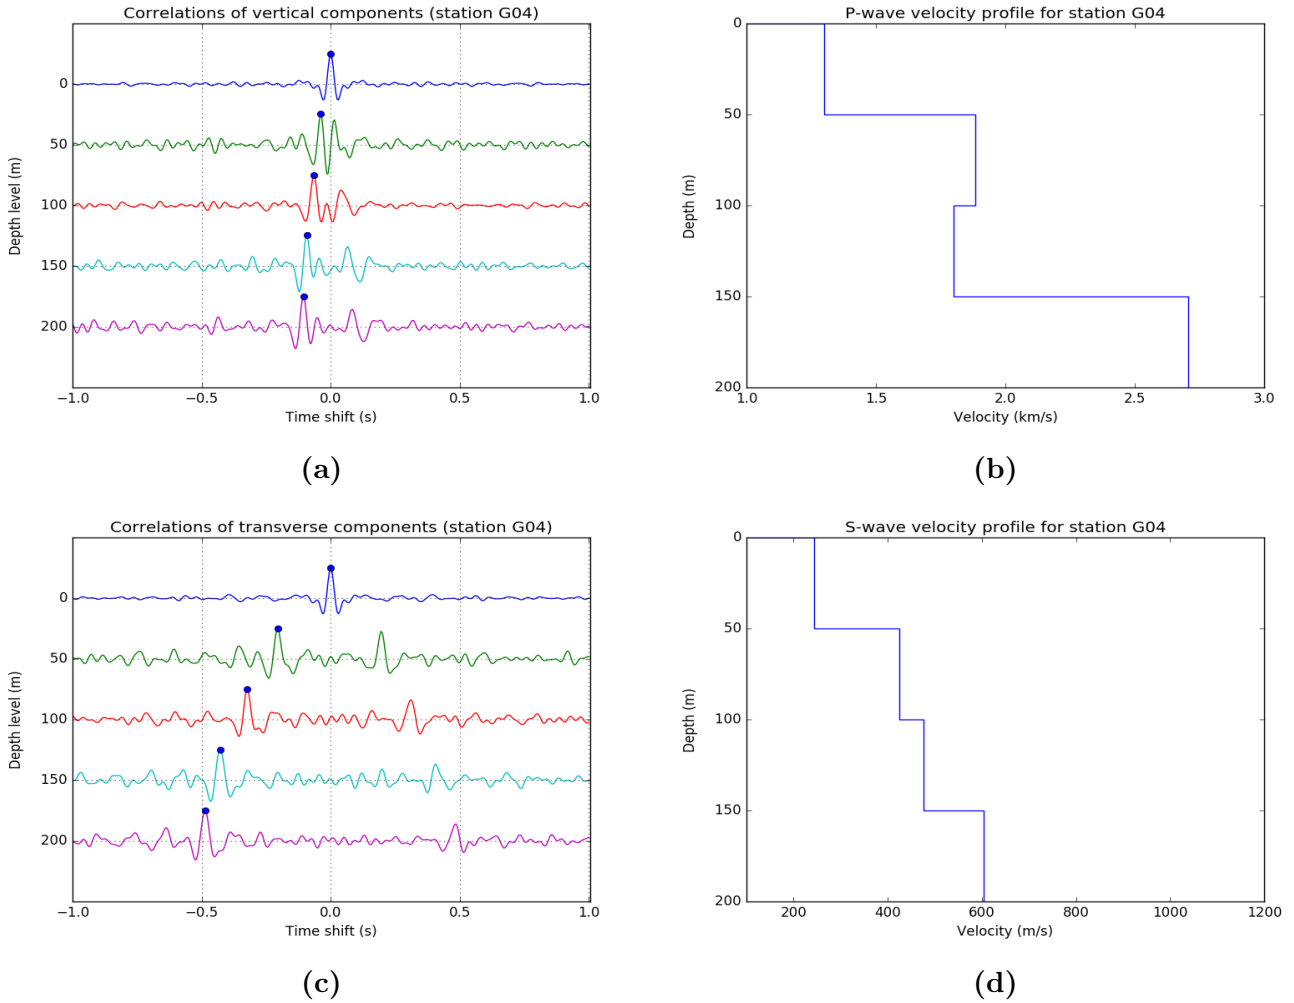 Correlations of vertical components (station G04)
Depth level (m)
0
50
100
150
200
−1.0 −0.5 0.0 0.5 1.0
Time shift (s)
(a)
P-wave velocity profile for station G04
Depth (m)
0
50
100
150
200
1.0 1.5 2.0 2.5 3.0
Velocity (km/s)
(b)
Correlations of transverse components (station G04)
Depth level (m)
0
50
100
150
200
−1.0 −0.5 0.0 0.5 1.0
Time shift (s)
(c)
S-wave velocity profile for station G04
Depth (m)
0
50
100
150
200
200 400 600 800 1000 1200
Velocity (m/s)
(d)